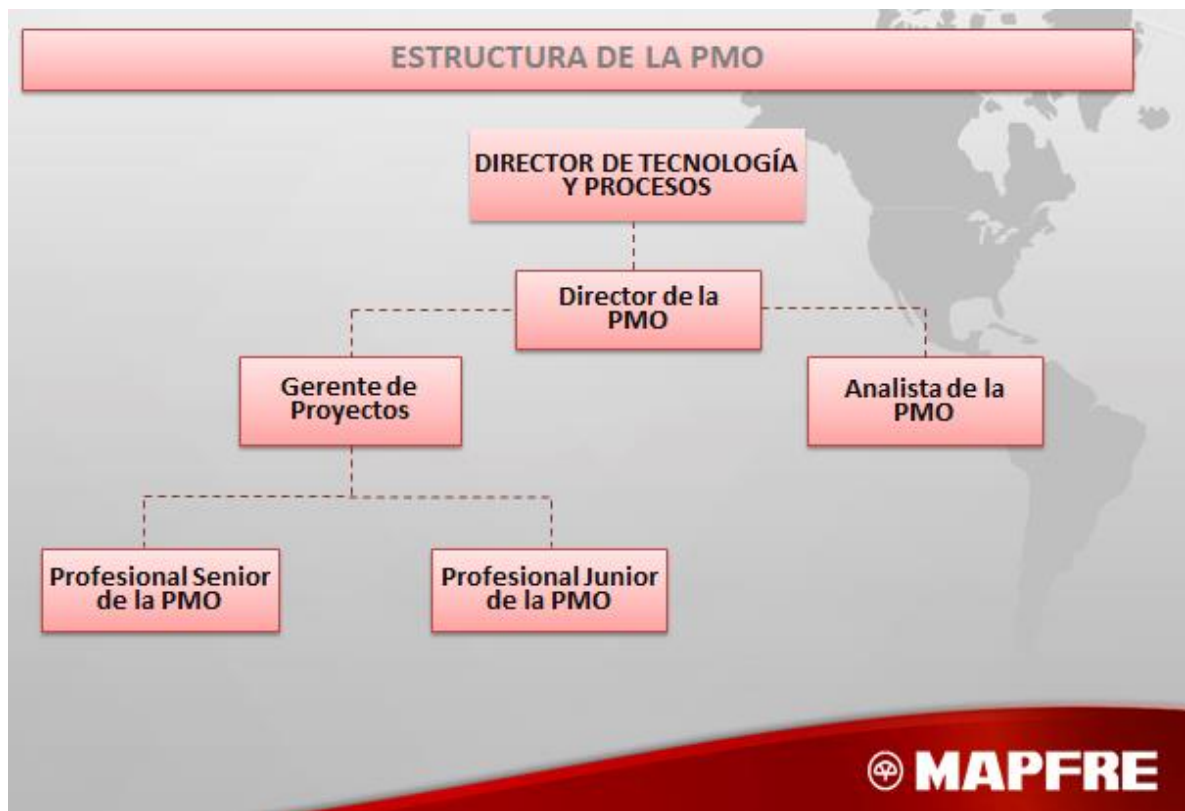 ESTRUCTURA DE LA PMO
DIRECTOR DE TECNOLOGÍA
Y PROCESOS
Director de la
PMO
Gerente de
Proyectos
Analista de la
PMO
Profesional Senior
de la PMO
Profesional Junior
de la PMO
MAPFRE